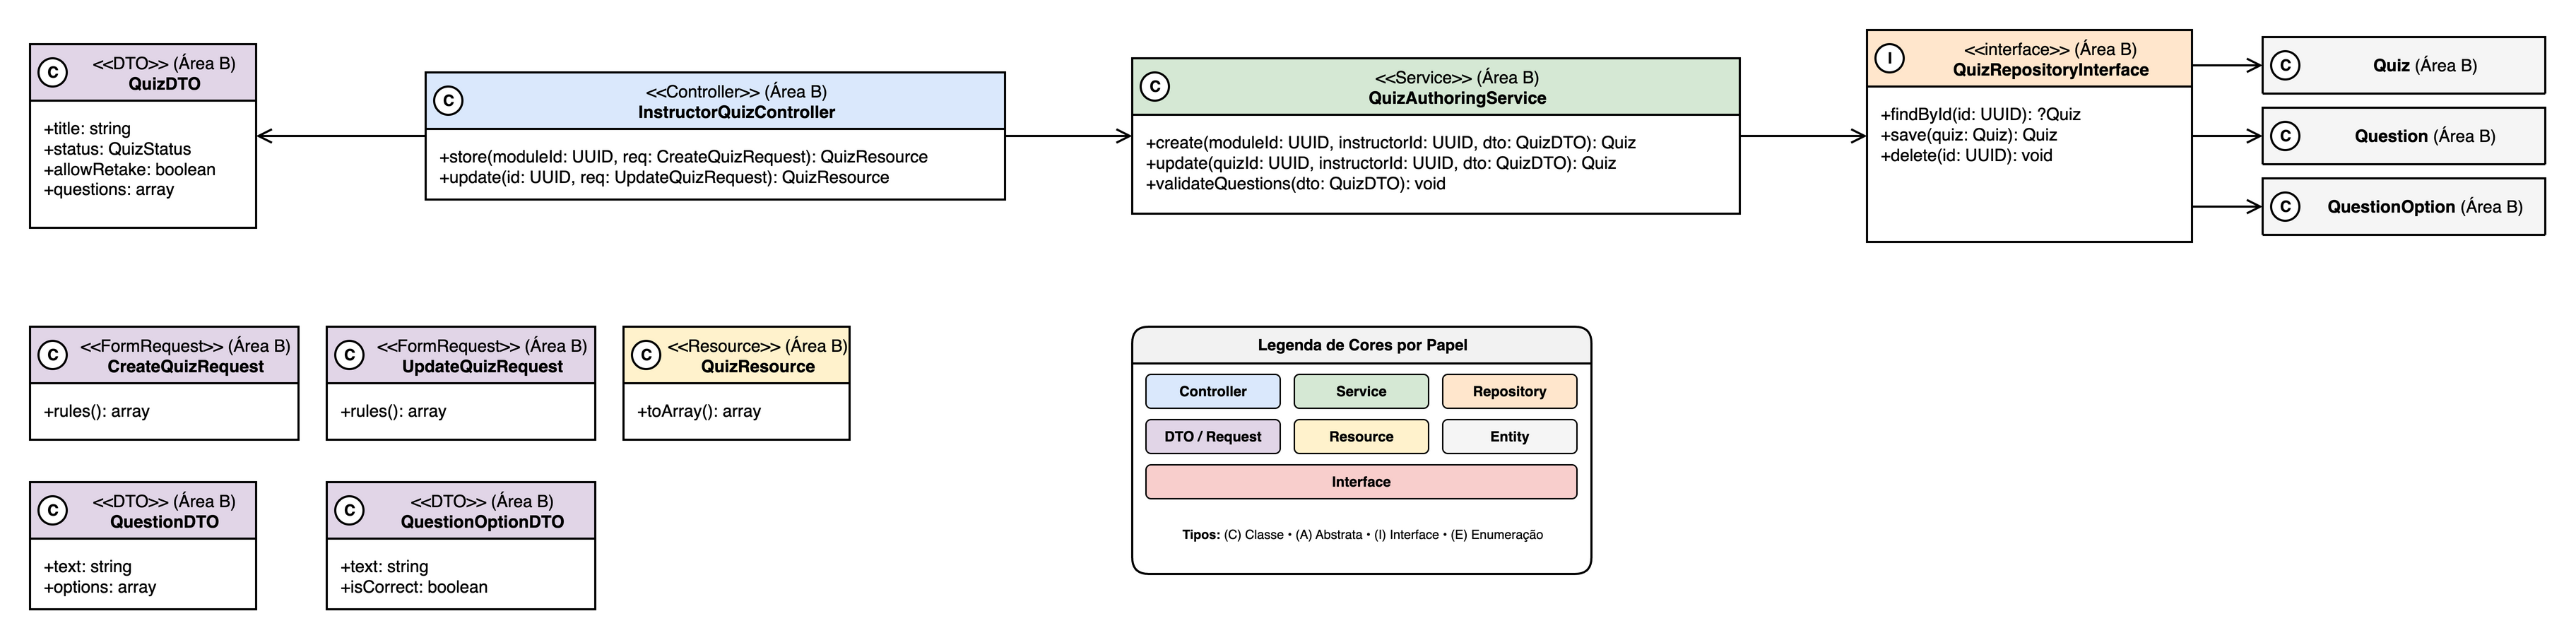 C
<<DTO>> (Área B)
QuizDTO
+title: string
+status: QuizStatus
+allowRetake: boolean
+questions: array
C
<<Controller>> (Área B)
InstructorQuizController
+store(moduleId: UUID, req: CreateQuizRequest): QuizResource
+update(id: UUID, req: UpdateQuizRequest): QuizResource
C
<<Service>> (Área B)
QuizAuthoringService
+create(moduleId: UUID, instructorId: UUID, dto: QuizDTO): Quiz
+update(quizId: UUID, instructorId: UUID, dto: QuizDTO): Quiz
+validateQuestions(dto: QuizDTO): void
I
<<interface>> (Área B)
QuizRepositoryInterface
+findById(id: UUID): ?Quiz
+save(quiz: Quiz): Quiz
+delete(id: UUID): void
C
Quiz (Área B)
C
Question (Área B)
C
QuestionOption (Área B)
C
<<FormRequest>> (Área B)
CreateQuizRequest
+rules(): array
C
<<FormRequest>> (Área B)
UpdateQuizRequest
+rules(): array
C
<<Resource>> (Área B)
QuizResource
+toArray(): array
C
<<DTO>> (Área B)
QuestionDTO
+text: string
+options: array
C
<<DTO>> (Área B)
QuestionOptionDTO
+text: string
+isCorrect: boolean
Legenda de Cores por Papel
Controller
Service
Repository
DTO / Request
Resource
Entity
Interface
Tipos: (C) Classe • (A) Abstrata • (I) Interface • (E) Enumeração